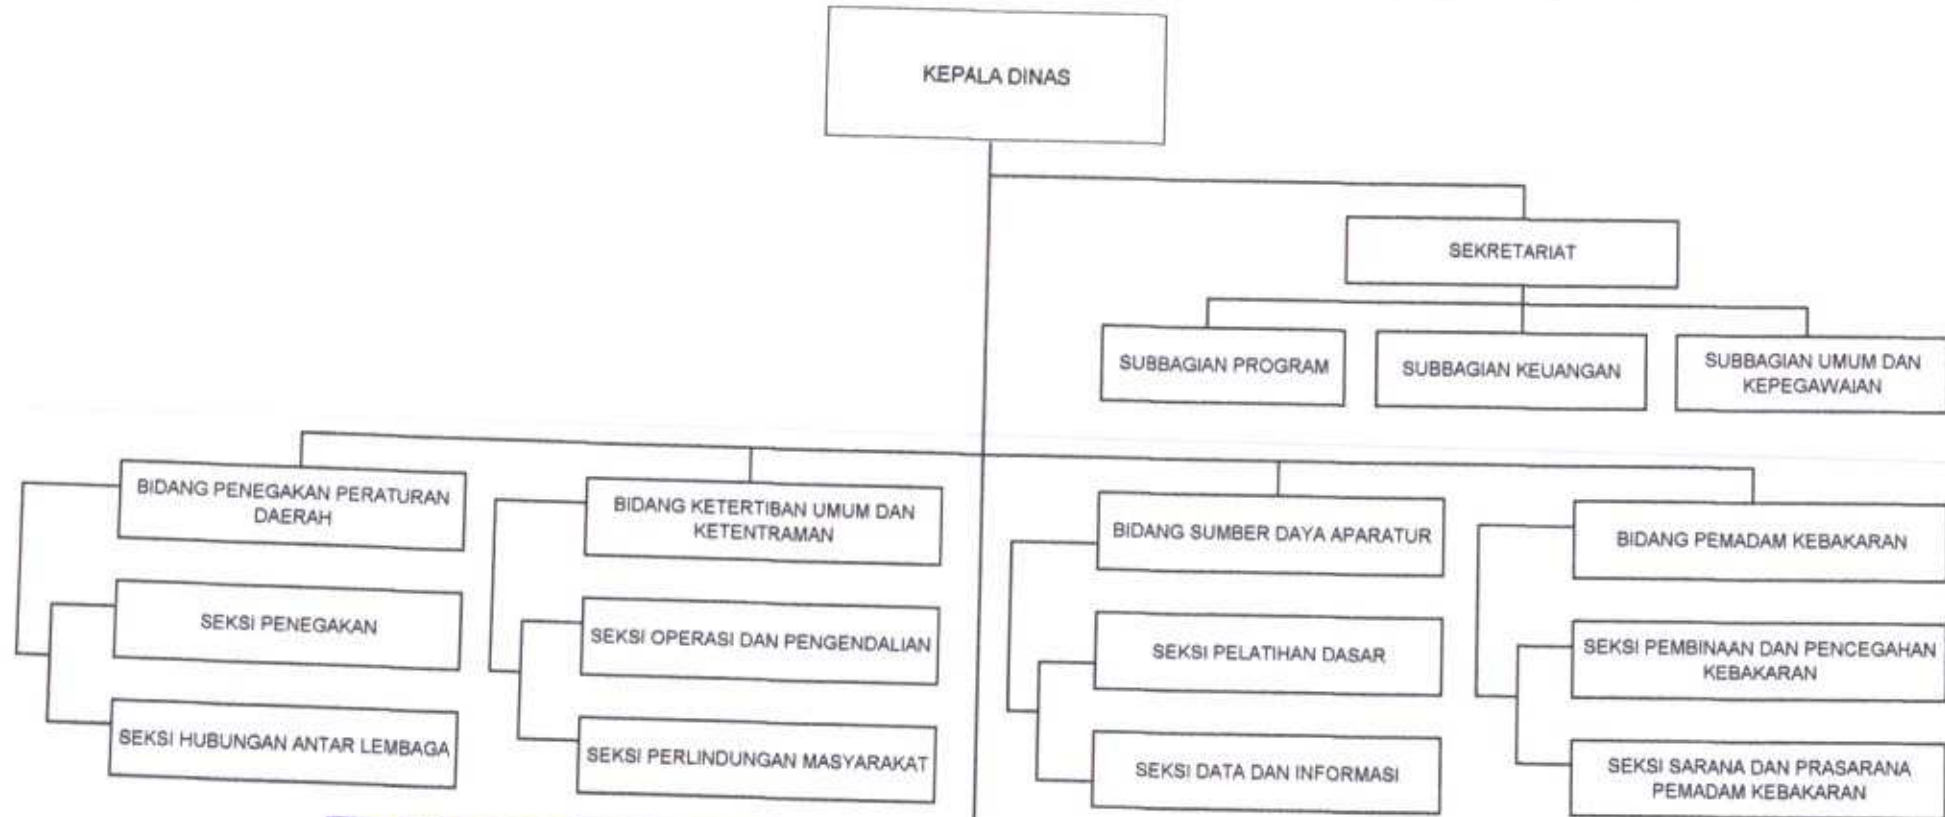 KEPALA DINAS
SEKRETARIAT
SUBBAGIAN PROGRAM
SUBBAGIAN KEUANGAN
SUBBAGIAN UMUM DAN
KEPEGAWAIAN
BIDANG PENEGAKAN PERATURAN
DAERAH
BIDANG KETERTIBAN UMUM DAN
KETENTRAMAN
BIDANG SUMBER DAYA APARATUR
BIDANG PEMADAM KEBAKARAN
SEKSI PENEGAKAN
SEKSI OPERASI DAN PENGENDALIAN
SEKSI PELATIHAN DASAR
SEKSI PEMBINAAN DAN PENCEGAHAN
KEBAKARAN
SEKSI HUBUNGAN ANTAR LEMBAGA
SEKSI PERLINDUNGAN MASYARAKAT
SEKSI DATA DAN INFORMASI
SEKSI SARANA DAN PRASARANA
PEMADAM KEBAKARAN